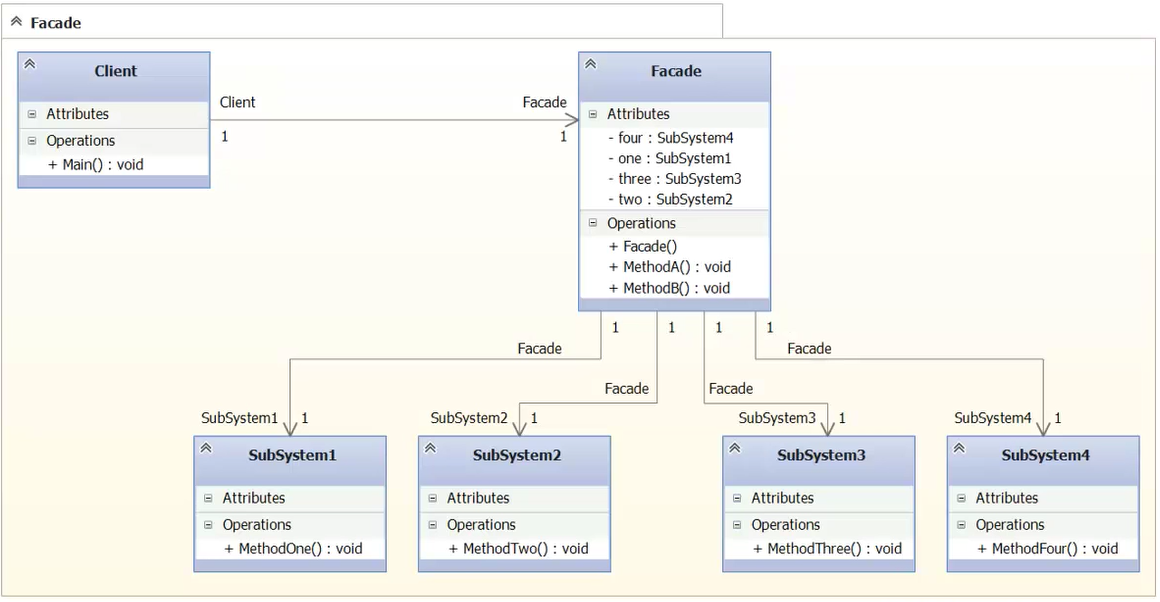 Facade
Client
Attributes
Operations
+ Main() : void
Client
1
Facade
1
Facade
Attributes
- four : SubSystem4
- one : SubSystem1
- three : SubSystem3
- two : SubSystem2
Operations
+ Facade()
+ MethodA() : void
+ MethodB() : void
1
1
1
1
Facade
Facade
Facade
Facade
SubSystem1
1
SubSystem2
1
SubSystem3
1
SubSystem4
1
SubSystem1
Attributes
Operations
+ MethodOne() : void
SubSystem2
Attributes
Operations
+ MethodTwo() : void
SubSystem3
Attributes
Operations
+ MethodThree() : void
SubSystem4
Attributes
Operations
+ MethodFour() : void